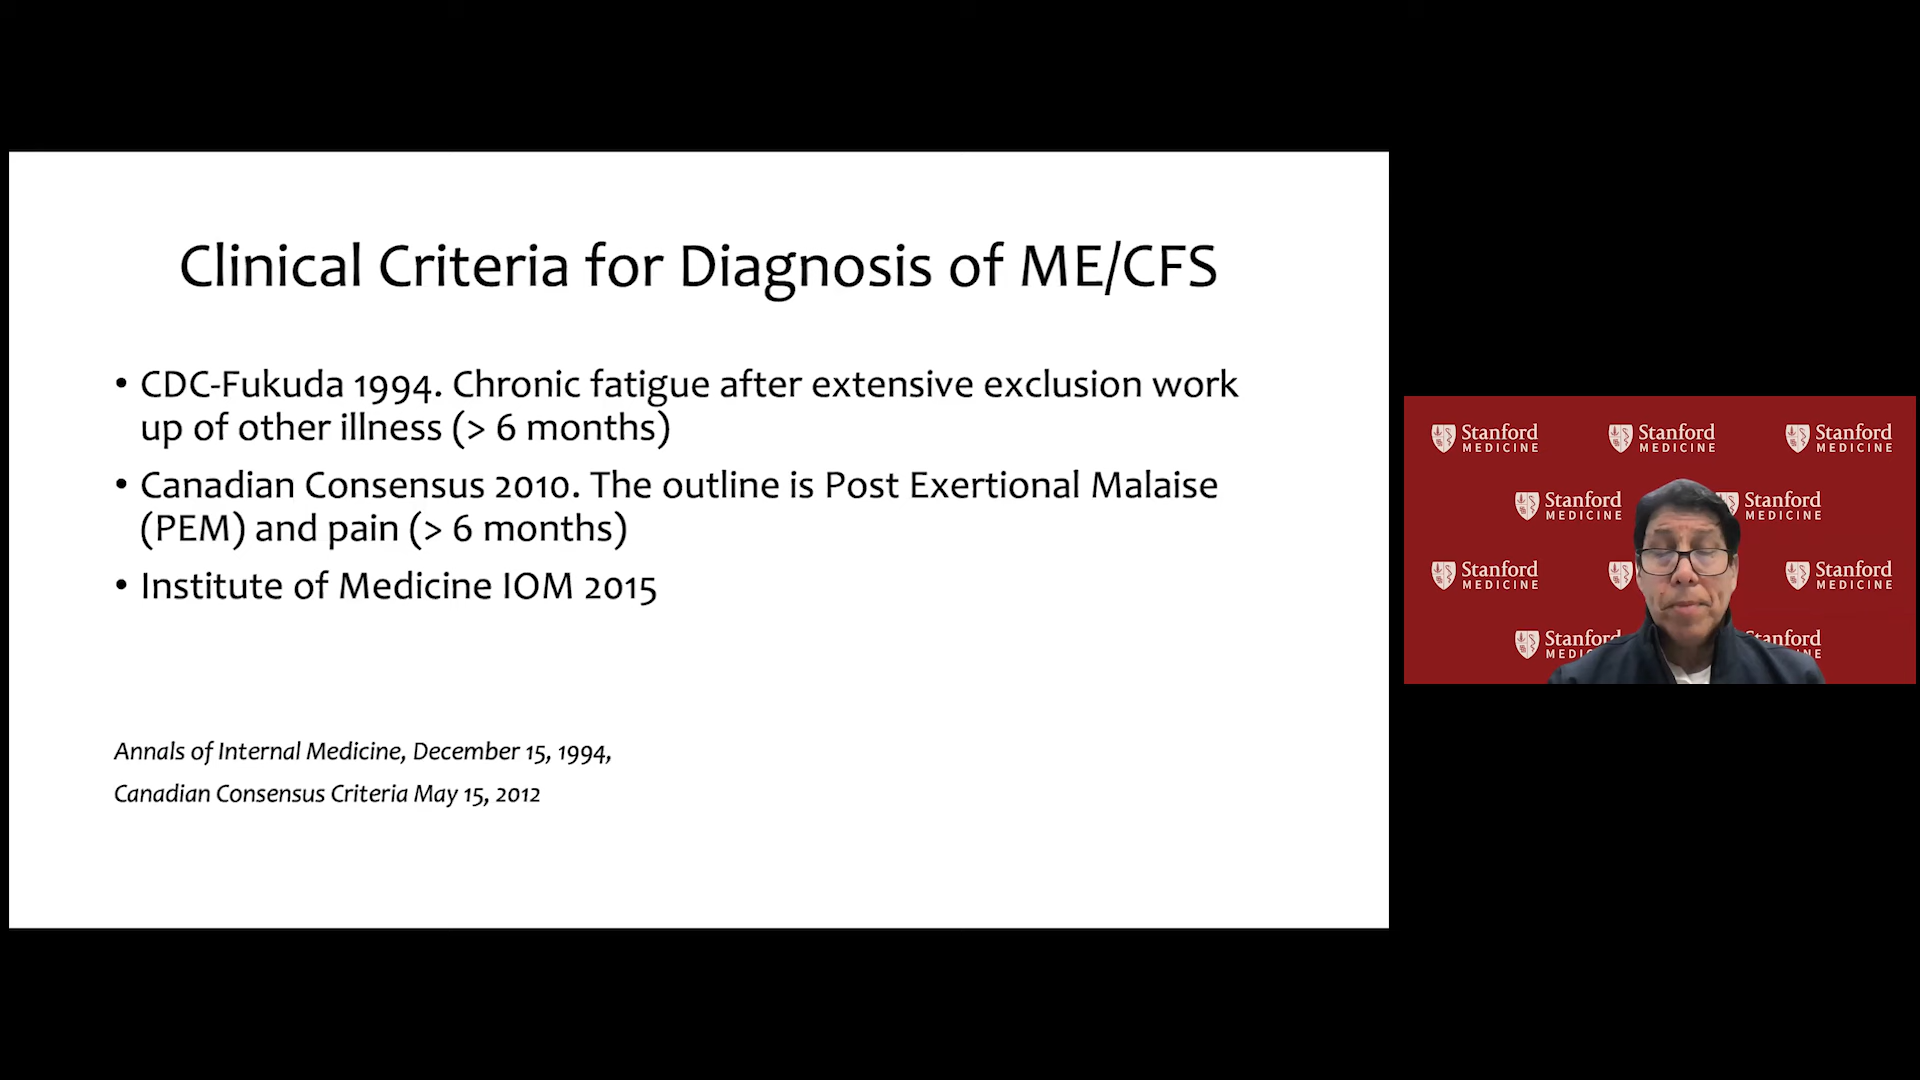 Clinical Criteria for Diagnosis of ME/CFS
• CDC-Fukuda 1994. Chronic fatigue after extensive exclusion work
up of other illness (> 6 months)
• Canadian Consensus 2010. The outline is Post Exertional Malaise
(PEM) and pain (> 6 months)
• Institute of Medicine IOM 2015
Annals of Internal Medicine, December 15, 1994,
Canadian Consensus Criteria May 15, 2012
Stanford
MEDICINE
Stanford
MEDICINE
Stanford
MEDICINE
Stanford
MEDICINE
Stanford
MEDICINE
Stanford
MEDICINE
Stanford
MEDICINE
Stanford
MEDI
tanford
NE